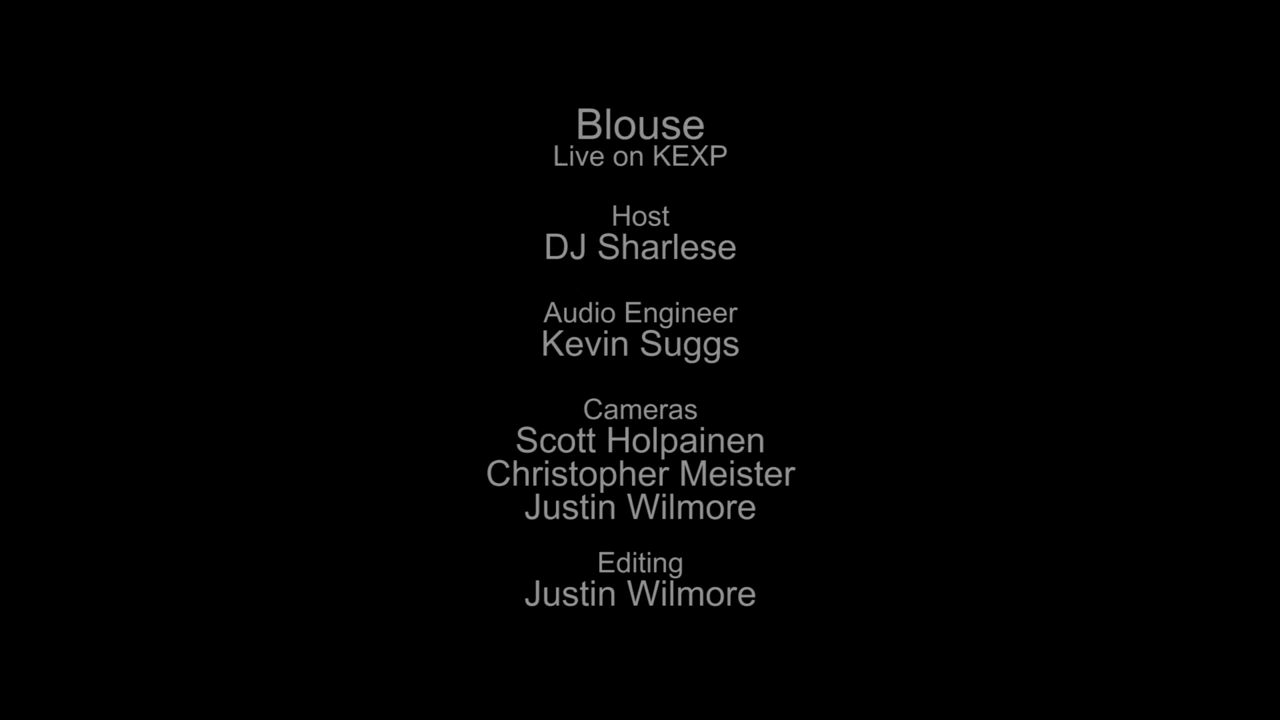 Blouse
Live on KEXP
Host
DJ Sharlese
Audio Engineer
Kevin Suggs
Cameras
Scott Holpainen
Christopher Meister
Justin Wilmore
Editing
Justin Wilmore